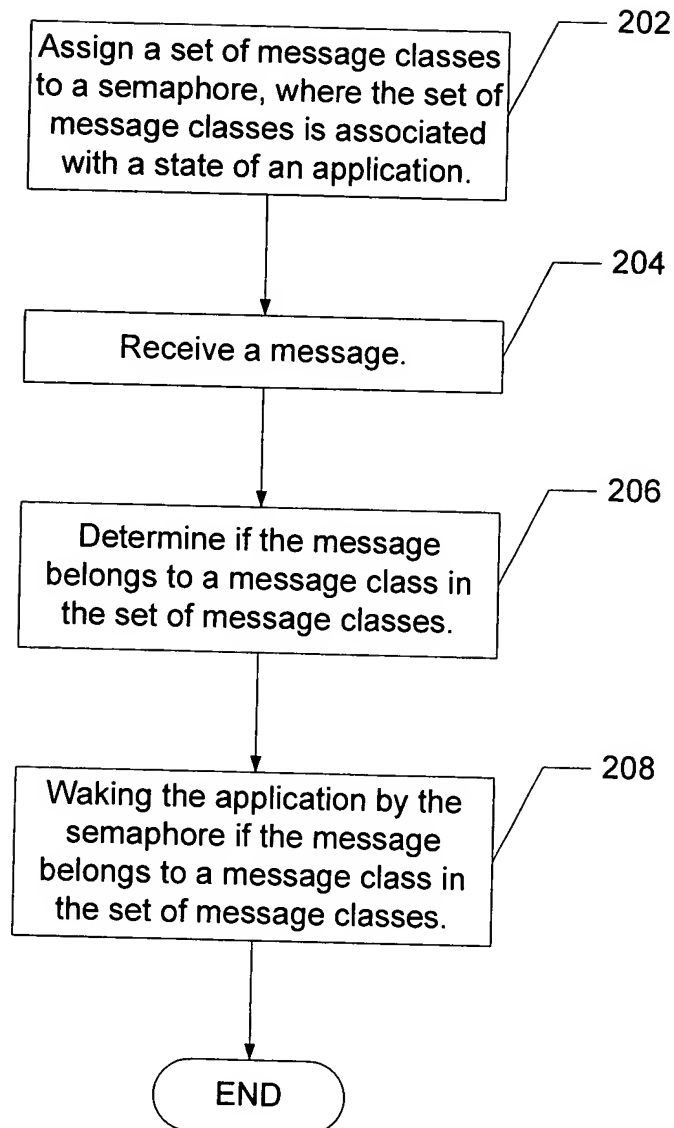 202
Assign a set of message classes
to a semaphore, where the set of
message classes is associated
with a state of an application.
204
Receive a message.
206
Determine if the message
belongs to a message class in
the set of message classes.
208
Waking the application by the
semaphore if the message
belongs to a message class in
the set of message classes.
END